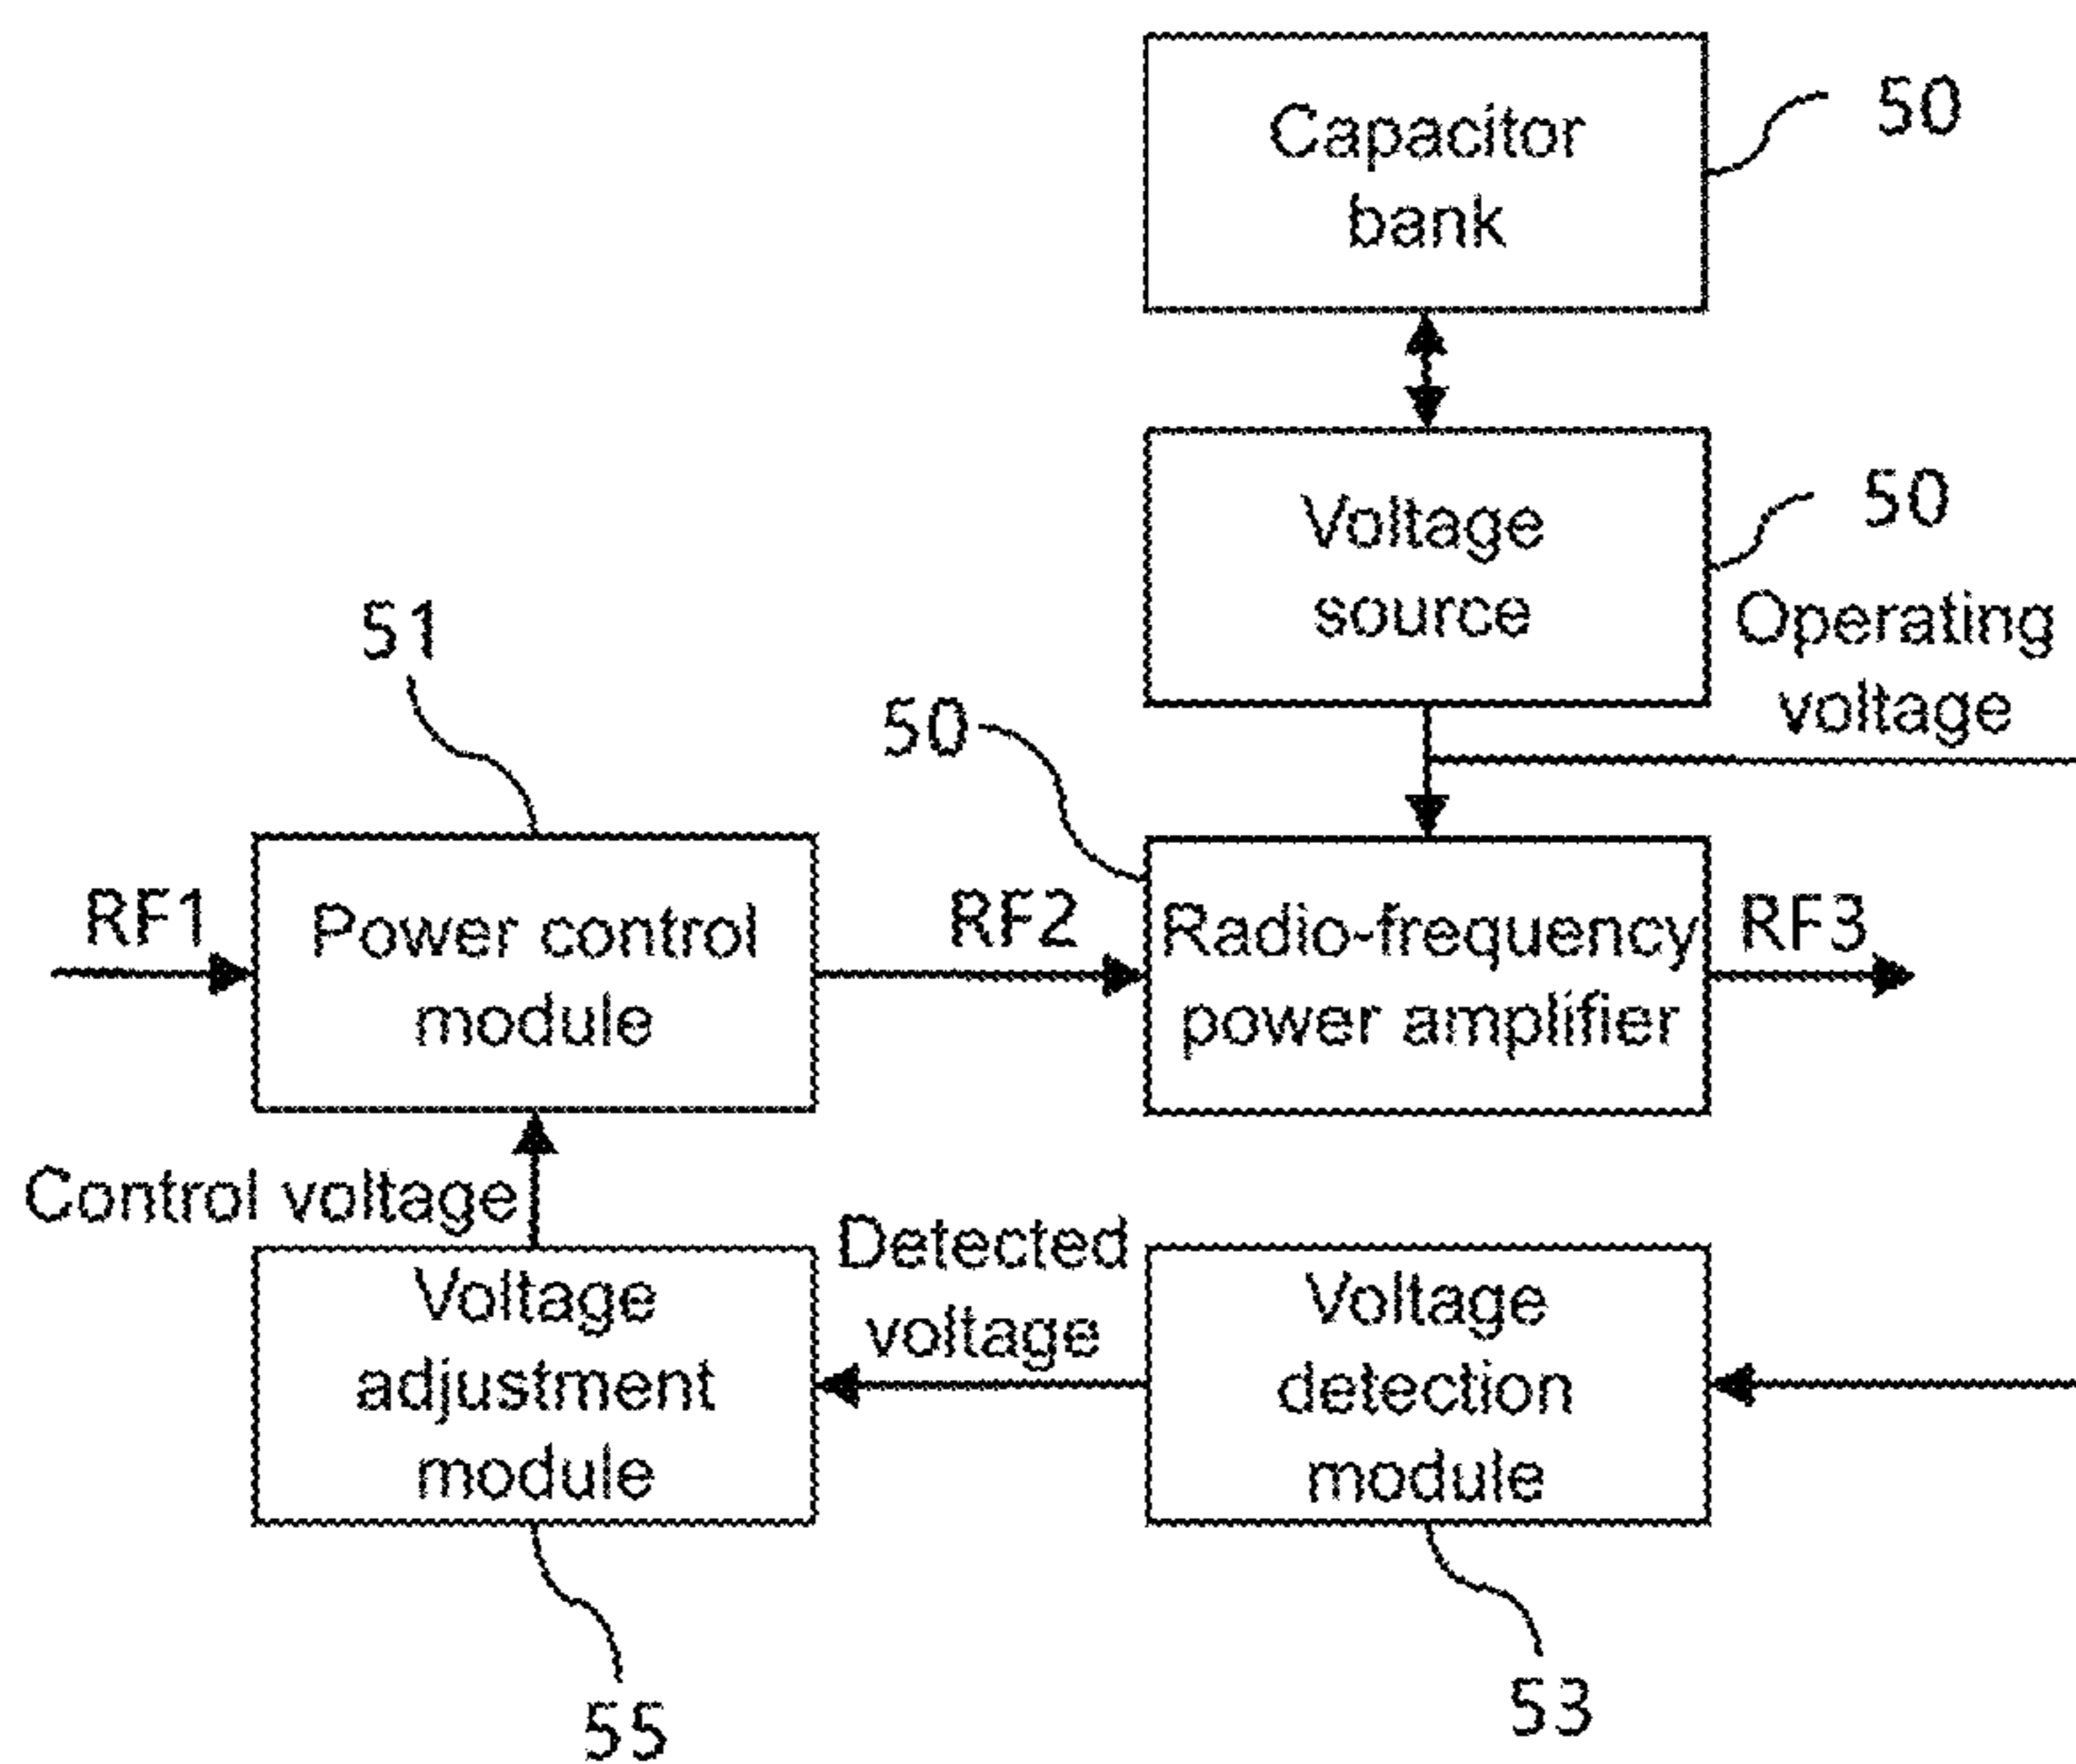 Capacitor
bank
50
Voltage
source
50
Operating
voltage
51
50
RF1
Power control
module
RF2
Radio-frequency
power amplifier
RF3
Control voltage
Voltage
adjustment
module
Detected
voltage
Voltage
detection
module
55
53